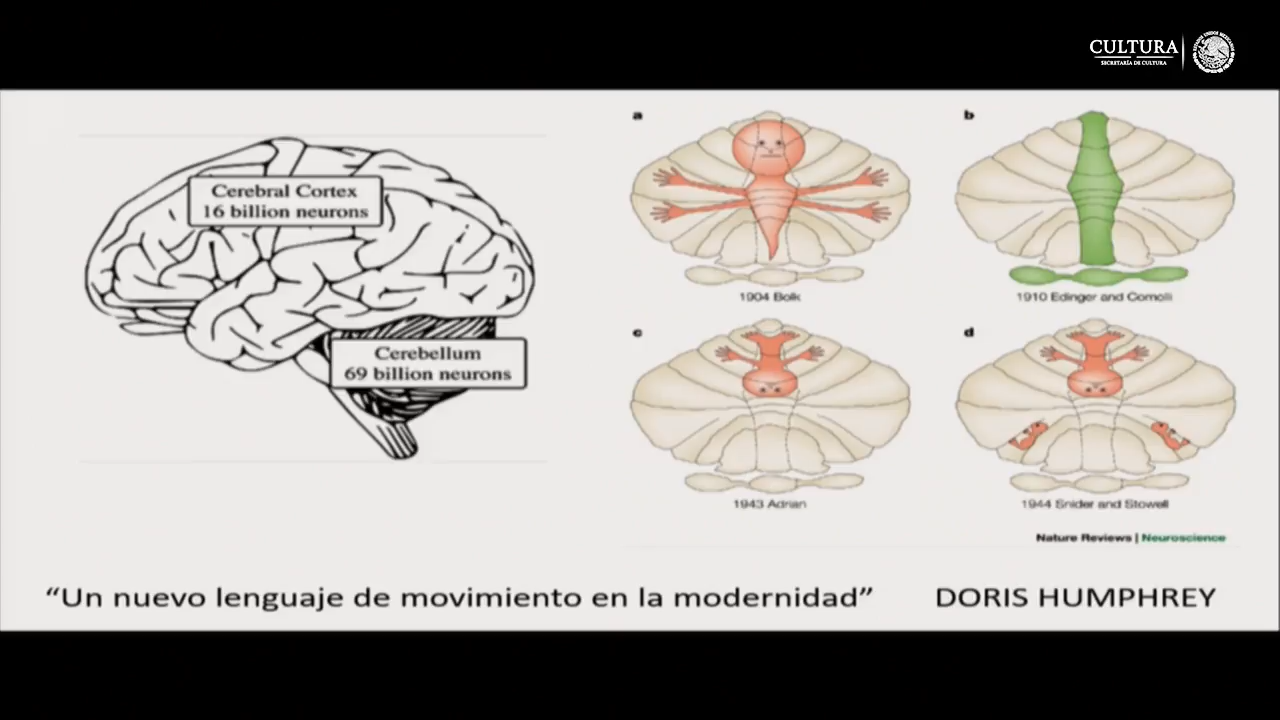 CULTURA
SECRETARÍA DE CULTURA
Cerebral Cortex
16 billion neurons
Cerebellum
69 billion neurons
a
b
1904 Bolk
1910 Edinger and Comolli
c
d
1943 Adrian
1944 Snider and Stowell
Nature Reviews | Neuroscience
“Un nuevo lenguaje de movimiento en la modernidad” DORIS HUMPHREY